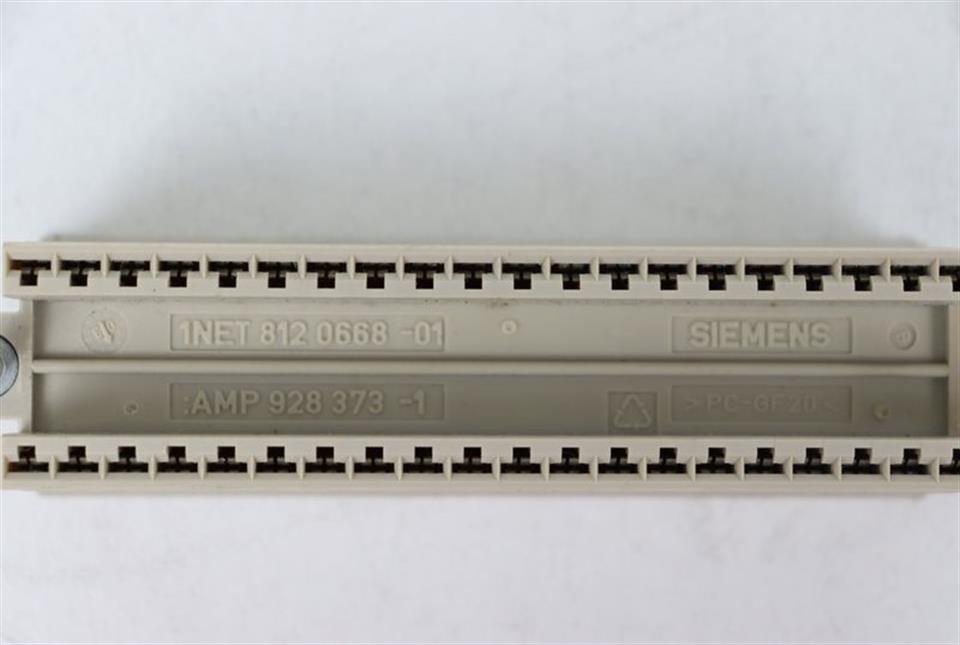 1NET 812 0668 -01
SIEMENS
:AMP 928 373 -1
>PC-GF20<